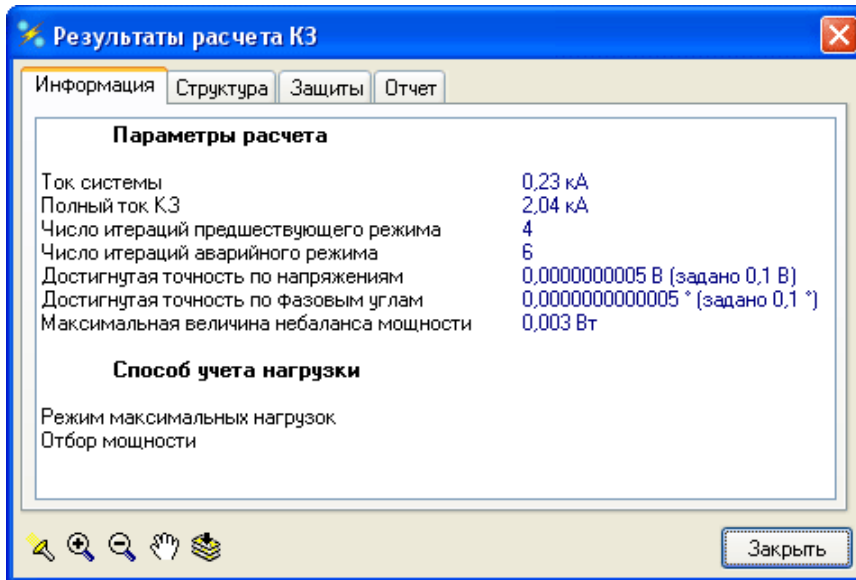 Результаты расчета КЗ
Информация Структура Защиты Отчет
Параметры расчета
Ток системы 0,23 кА
Полный ток КЗ 2,04 кА
Число итераций предшествующего режима 4
Число итераций аварийного режима 6
Достигнутая точность по напряжениям 0,0000000005 В (задано 0,1 В)
Достигнутая точность по фазовым углам 0,0000000000005 ° (задано 0,1 °)
Максимальная величина небаланса мощности 0,003 Вт
Способ учета нагрузки
Режим максимальных нагрузок
Отбор мощности
Закрыть